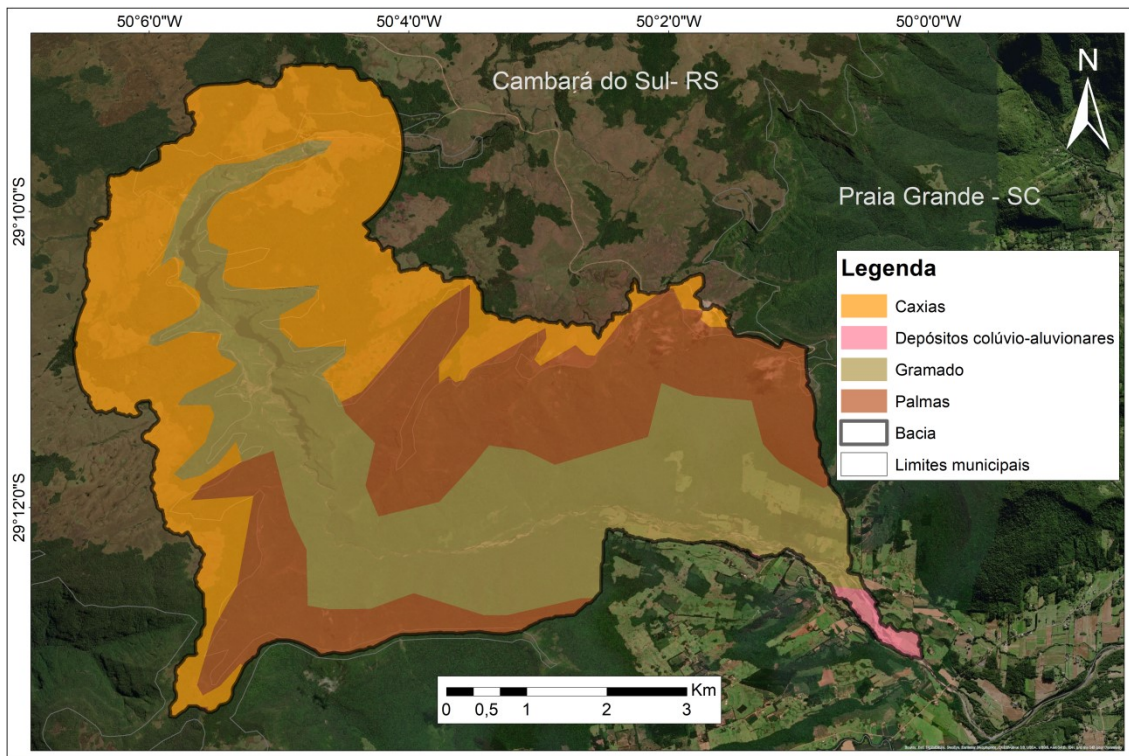 50°6'0"W
50°4'0"W
50°2'0"W
50°0'0"W
Cambará do Sul- RS
N
29°10'0"S
Praia Grande - SC
Legenda
Caxias
Depósitos colúvio-aluvionares
Gramado
Palmas
Bacia
Limites municipais
29°12'0"S
Km
0 0,5 1 2 3